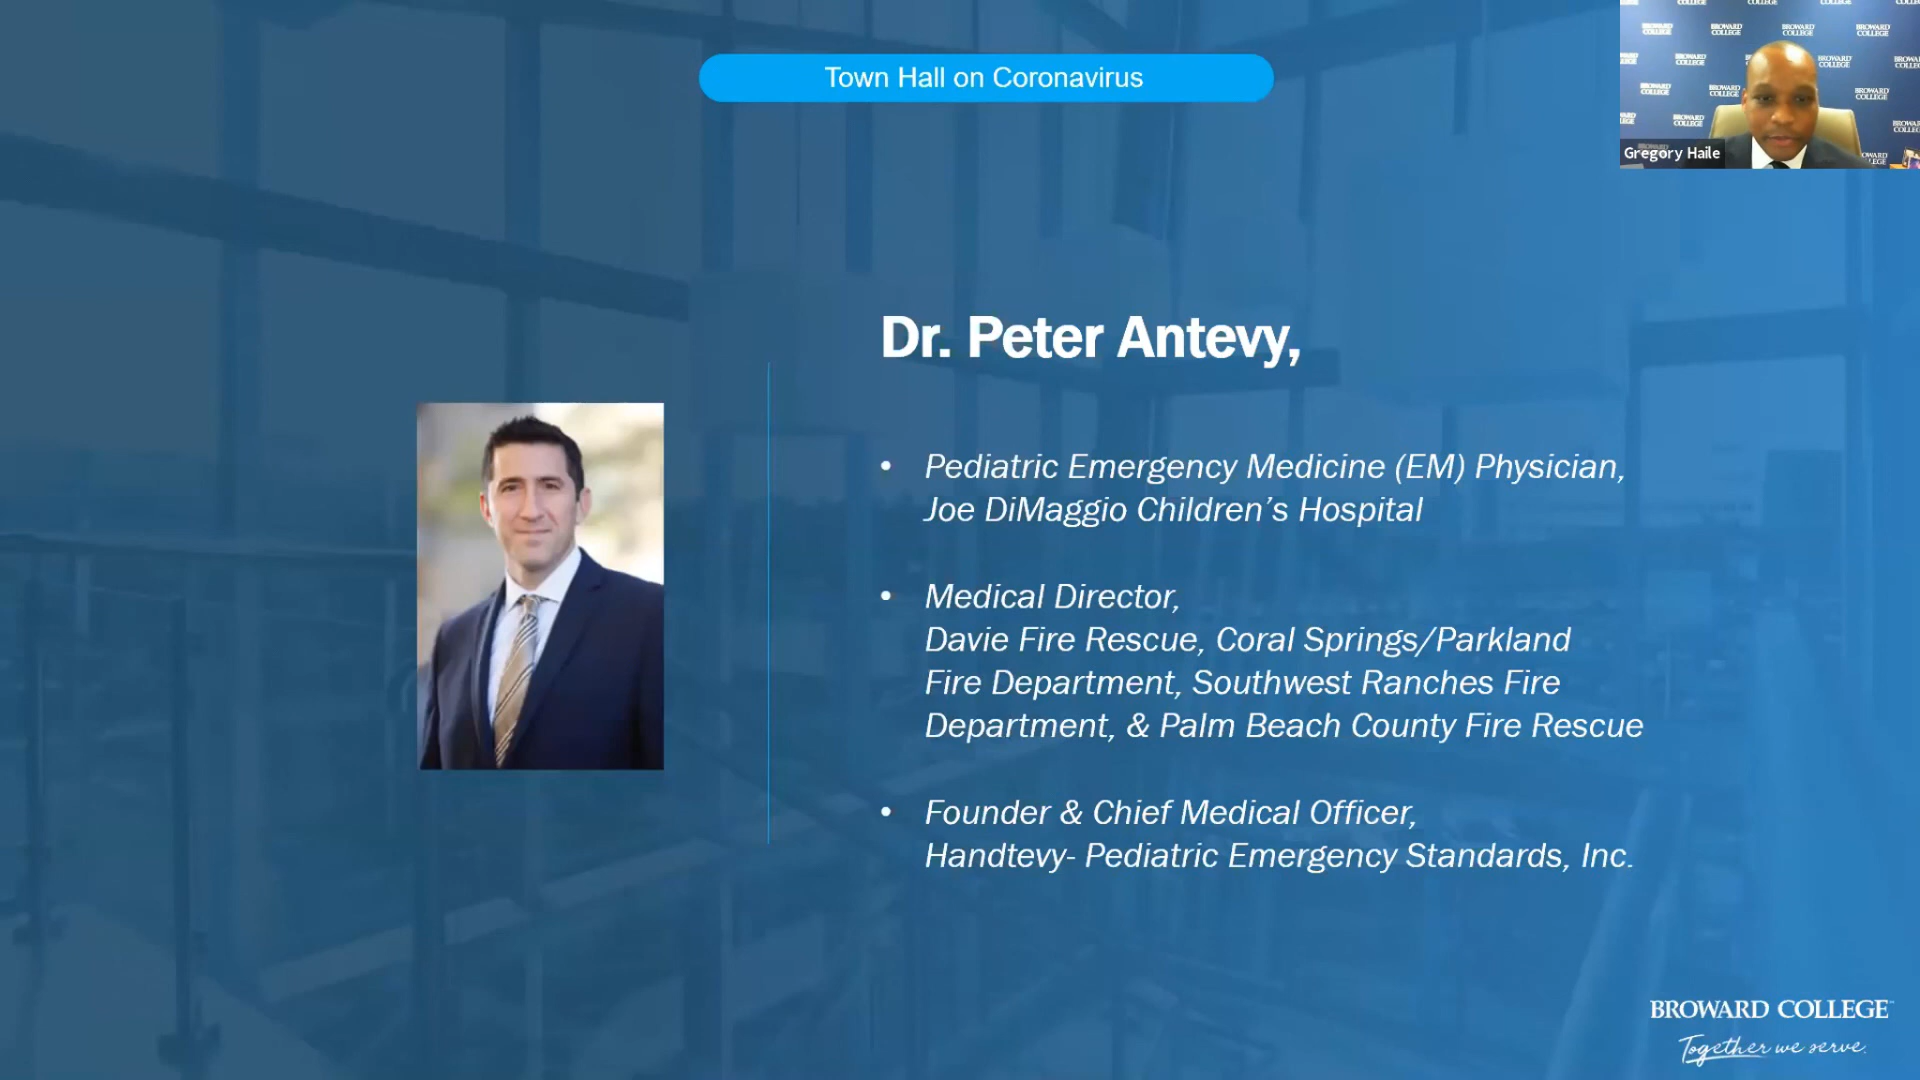 Town Hall on Coronavirus
BROWARD COLLEGE
Gregory Haile
Dr. Peter Antevy,
• Pediatric Emergency Medicine (EM) Physician,
Joe DiMaggio Children's Hospital
• Medical Director,
Davie Fire Rescue, Coral Springs/Parkland
Fire Department, Southwest Ranches Fire
Department, & Palm Beach County Fire Rescue
• Founder & Chief Medical Officer,
Handtevy- Pediatric Emergency Standards, Inc.
BROWARD COLLEGE
Together we serve.